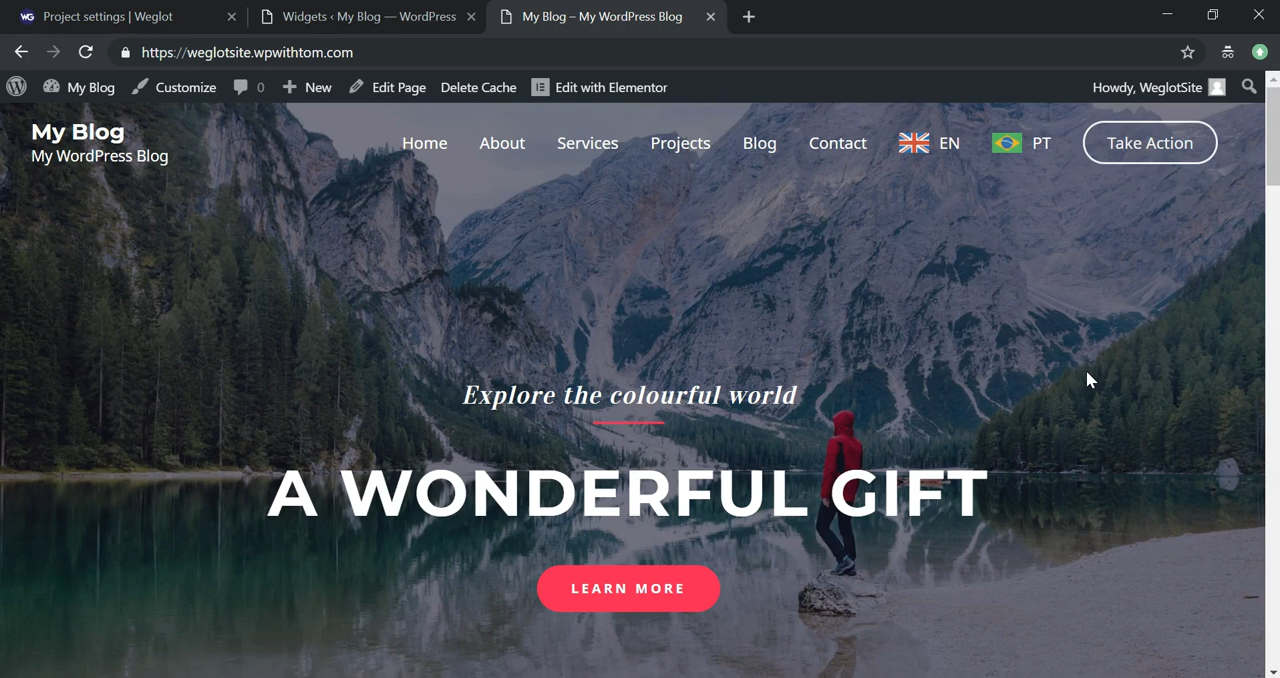 WG Project settings | Weglot
Widgets ‹ My Blog — WordPress
My Blog – My WordPress Blog
https://weglotsite.wpwithtom.com
My Blog Customize 0 New Edit Page Delete Cache Edit with Elementor Howdy, WeglotSite
My Blog
My WordPress Blog
Home About Services Projects Blog Contact EN PT Take Action
Explore the colourful world
A WONDERFUL GIFT
LEARN MORE